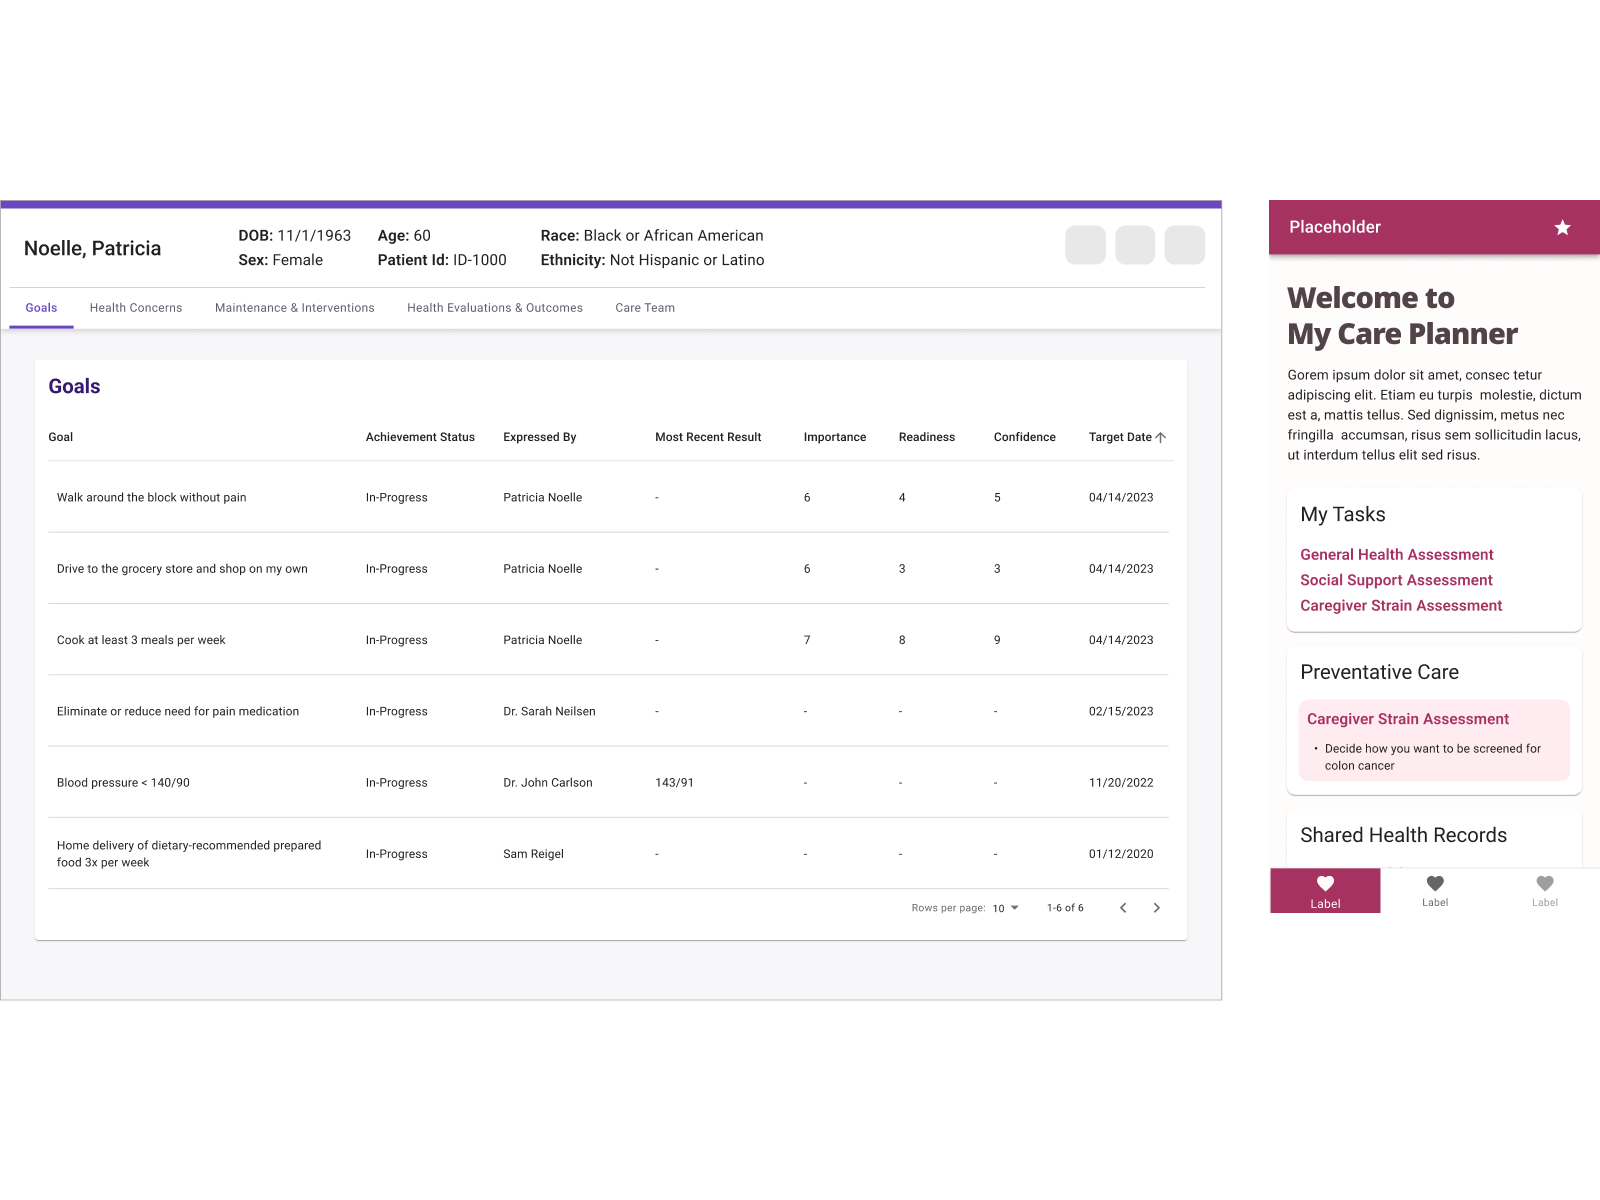 Noelle, Patricia
DOB: 11/1/1963 Age: 60 Race: Black or African American
Sex: Female Patient Id: ID-1000 Ethnicity: Not Hispanic or Latino
Goals Health Concerns Maintenance & Interventions Health Evaluations & Outcomes Care Team
Goals
Goal Achievement Status Expressed By Most Recent Result Importance Readiness Confidence Target Date
Walk around the block without pain In-Progress Patricia Noelle - 6 4 5 04/14/2023
Drive to the grocery store and shop on my own In-Progress Patricia Noelle - 6 3 3 04/14/2023
Cook at least 3 meals per week In-Progress Patricia Noelle - 7 8 9 04/14/2023
Eliminate or reduce need for pain medication In-Progress Dr. Sarah Neilsen - - - - 02/15/2023
Blood pressure < 140/90 In-Progress Dr. John Carlson 143/91 - - - 11/20/2022
Home delivery of dietary-recommended prepared
food 3x per week In-Progress Sam Reigel - - - - 01/12/2020
Rows per page: 10 1-6 of 6
Placeholder
Welcome to
My Care Planner
Gorem ipsum dolor sit amet, consec tetur
adipiscing elit. Etiam eu turpis molestie, dictum
est a, mattis tellus. Sed dignissim, metus nec
fringilla accumsan, risus sem sollicitudin lacus,
ut interdum tellus elit sed risus.
My Tasks
General Health Assessment
Social Support Assessment
Caregiver Strain Assessment
Preventative Care
Caregiver Strain Assessment
• Decide how you want to be screened for
colon cancer
Shared Health Records
Label Label Label